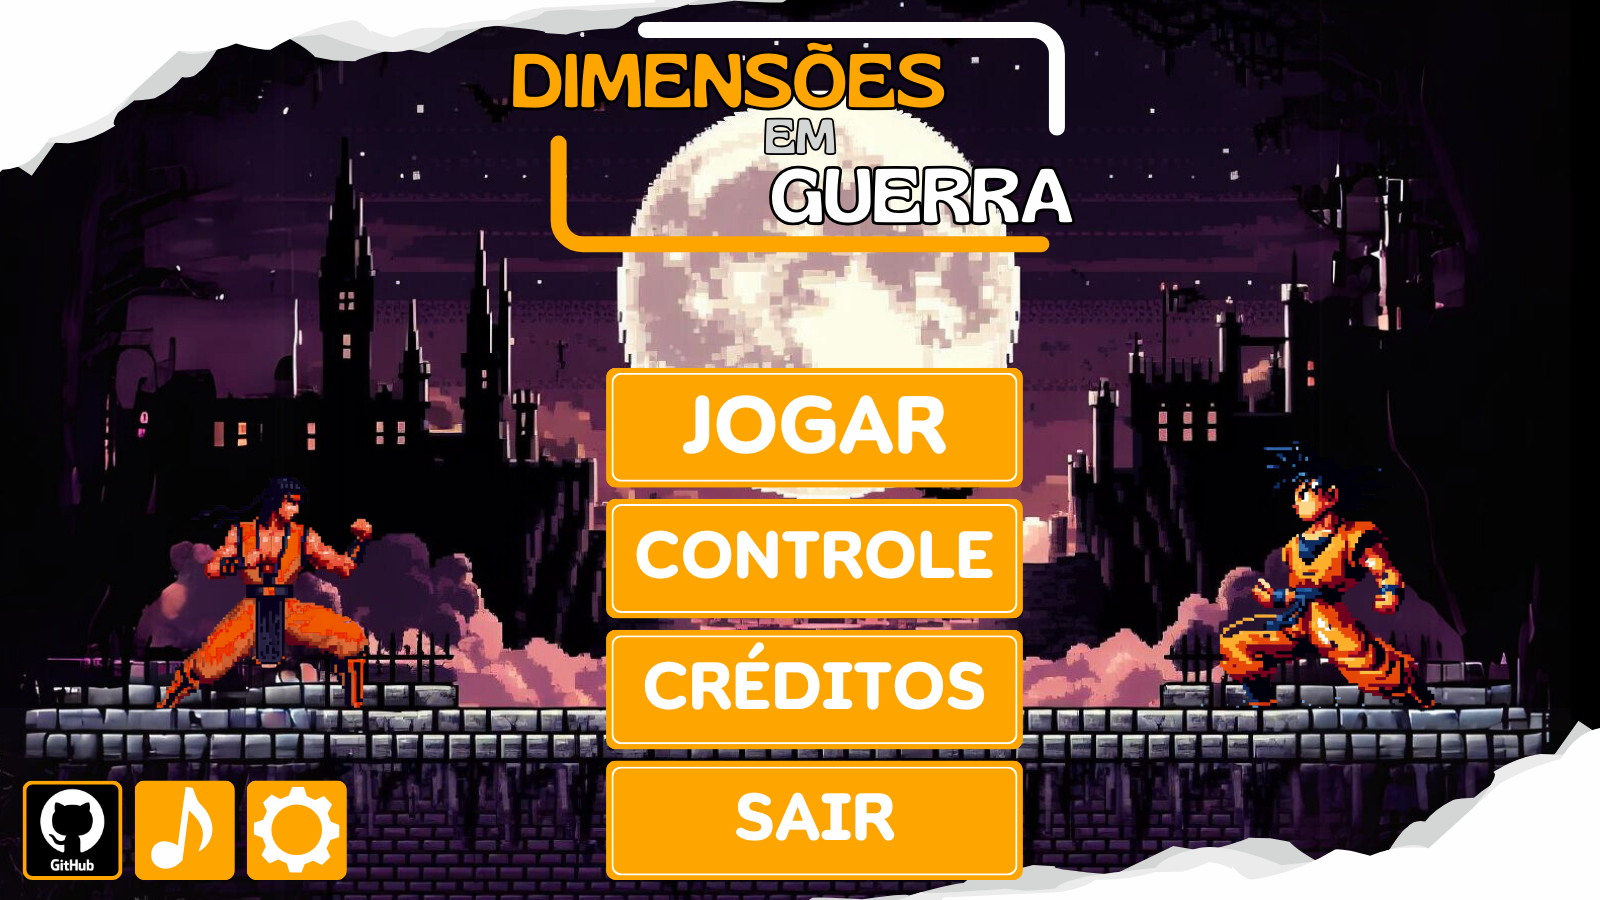 DIMENSÕES
EM
GUERRA
JOGAR
CONTROLE
CRÉDITOS
SAIR
GitHub